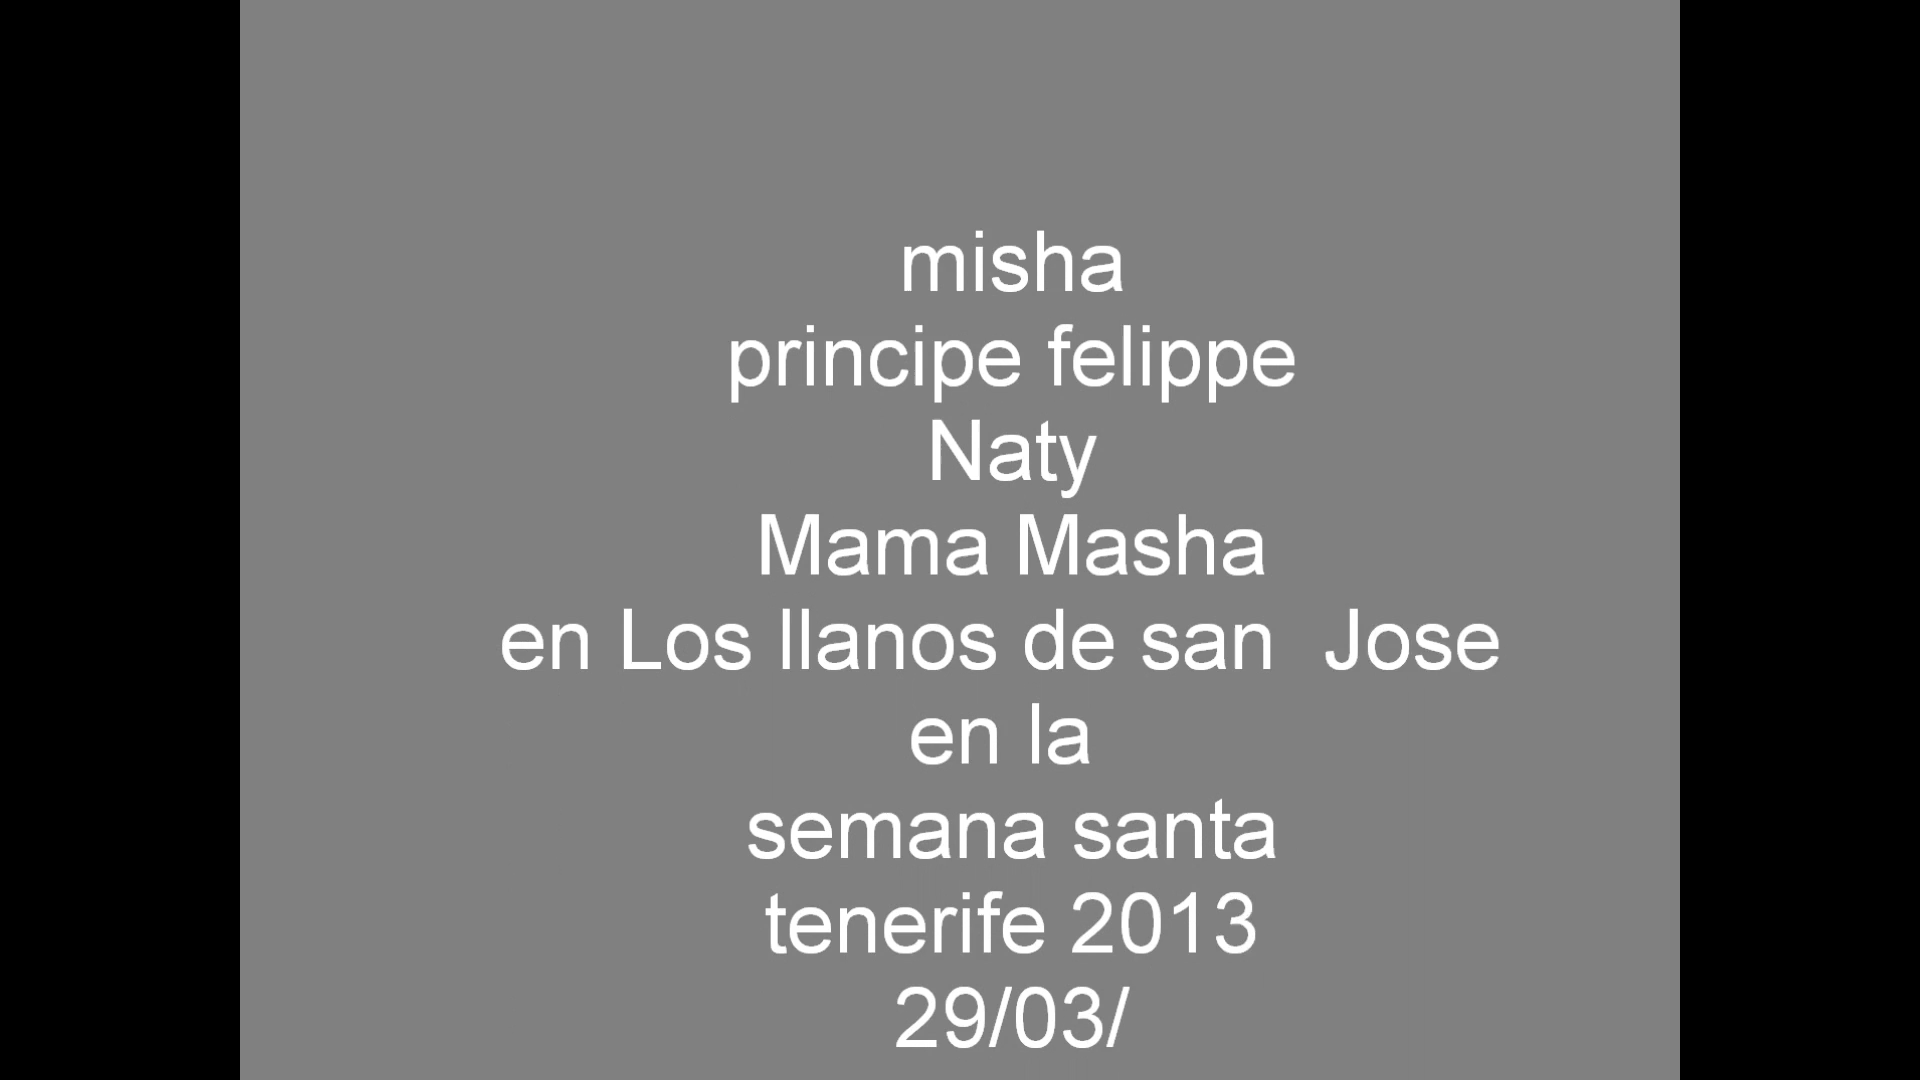 misha
principe felippe
Naty
Mama Masha
en Los llanos de san  Jose
en la
semana santa
tenerife 2013
29/03/